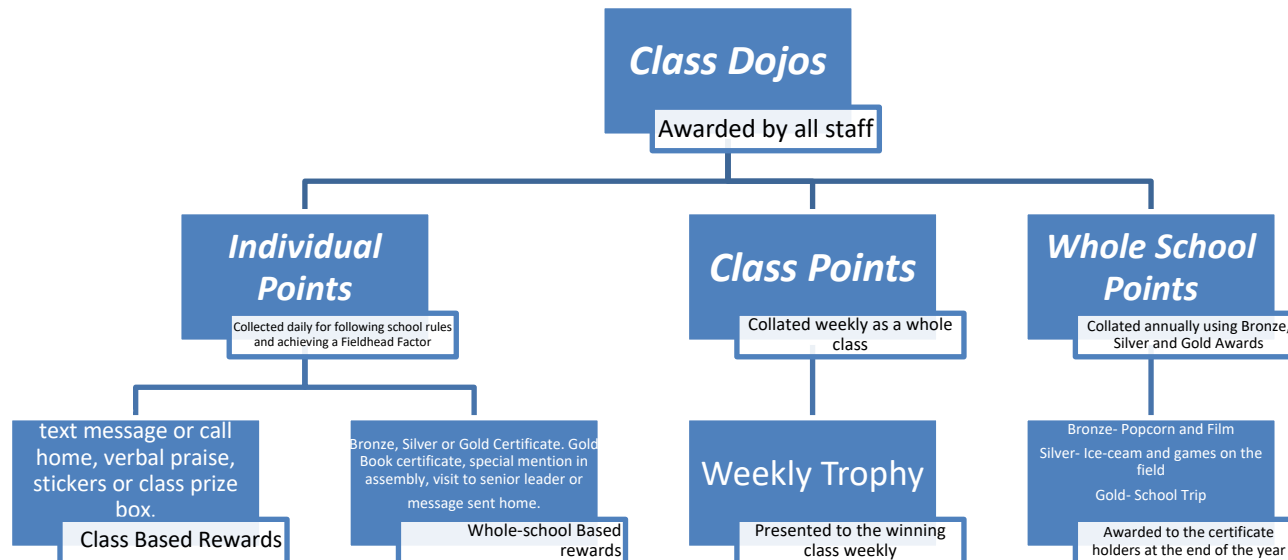 Class Dojos
Awarded by all staff
Individual
Points
Collected daily for following school rules
and achieving a Fieldhead Factor
Class Points
Collated weekly as a whole
class
Whole School
Points
Collated annually using Bronze,
Silver and Gold Awards
text message or call
home, verbal praise,
stickers or class prize
box.
Class Based Rewards
Bronze, Silver or Gold Certificate. Gold
Book certificate, special mention in
assembly, visit to senior leader or
message sent home.
Whole-school Based
rewards
Weekly Trophy
Presented to the winning
class weekly
Bronze- Popcorn and Film
Silver- Ice-ceam and games on the
field
Gold- School Trip
Awarded to the certificate
holders at the end of the year